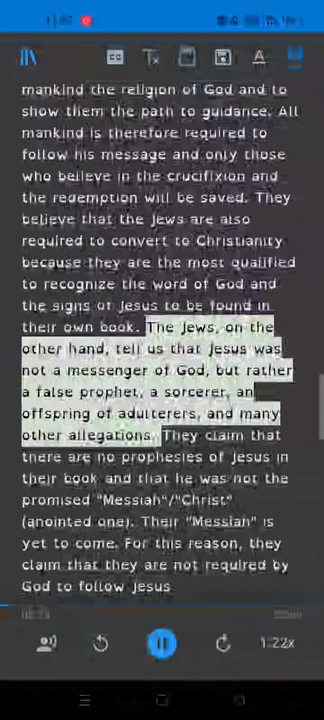 CC
mankind the religion of God and to
show them the path to guidance. All
mankind is therefore required to
follow his message and only those
who believe in the crucifixion and
the redemption will be saved. They
believe that the Jews are also
required to convert to Christianity
because they are the most qualified
to recognize the word of God and
the signs of Jesus to be found in
their own book. The Jews, on the
other hand, tell us that Jesus was
not a messenger of God, but rather
a false prophet, a sorcerer, an
offspring of adulterers, and many
other allegations. They claim that
there are no prophesies of Jesus in
their book and that he was not the
promised "Messiah"/"Christ"
(anointed one). Their "Messiah" is
yet to come. For this reason, they
claim that they are not required by
God to follow Jesus
1.22x